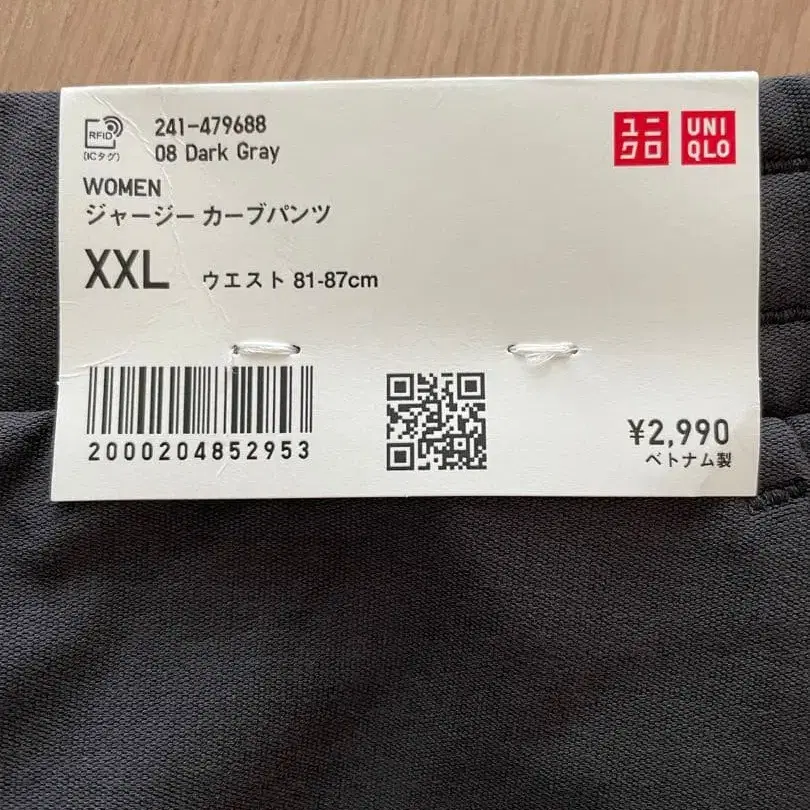 RFID
(ICタグ)
241-479688
08 Dark Gray
ユニ
クロ
UNI
QLO
WOMEN
ジャージー カーブパンツ
XXL ウエスト 81-87cm
2000204852953
¥2,990
ベトナム製